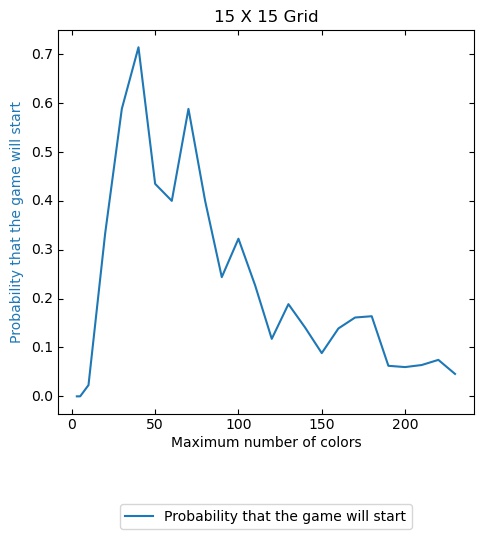 15 X 15 Grid
Probability that the game will start
0.7
0.6
0.5
0.4
0.3
0.2
0.1
0.0
0 50 100 150 200
Maximum number of colors
Probability that the game will start